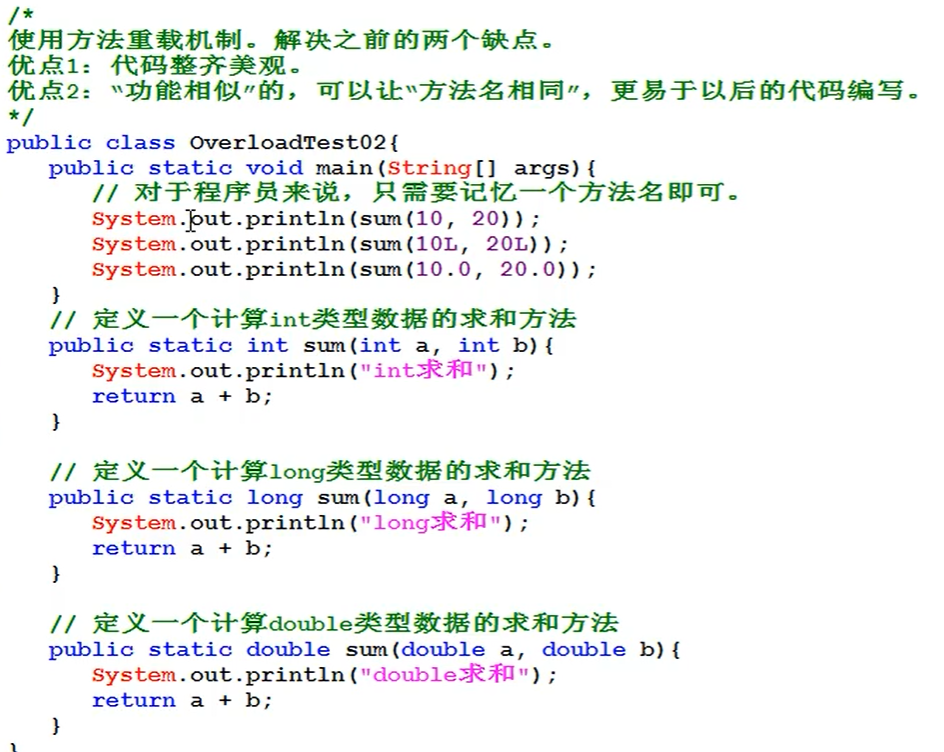 /*
使用方法重载机制。解决之前的两个缺点。
优点1：代码整齐美观。
优点2：“功能相似”的，可以让“方法名相同”，更易于以后的代码编写。
*/
public class OverloadTest02{
   public static void main(String[] args){
      // 对于程序员来说，只需要记忆一个方法名即可。
      System.out.println(sum(10, 20));
      System.out.println(sum(10L, 20L));
      System.out.println(sum(10.0, 20.0));
   }
   // 定义一个计算int类型数据的求和方法
   public static int sum(int a, int b){
      System.out.println("int求和");
      return a + b;
   }

   // 定义一个计算long类型数据的求和方法
   public static long sum(long a, long b){
      System.out.println("long求和");
      return a + b;
   }

   // 定义一个计算double类型数据的求和方法
   public static double sum(double a, double b){
      System.out.println("double求和");
      return a + b;
   }
}